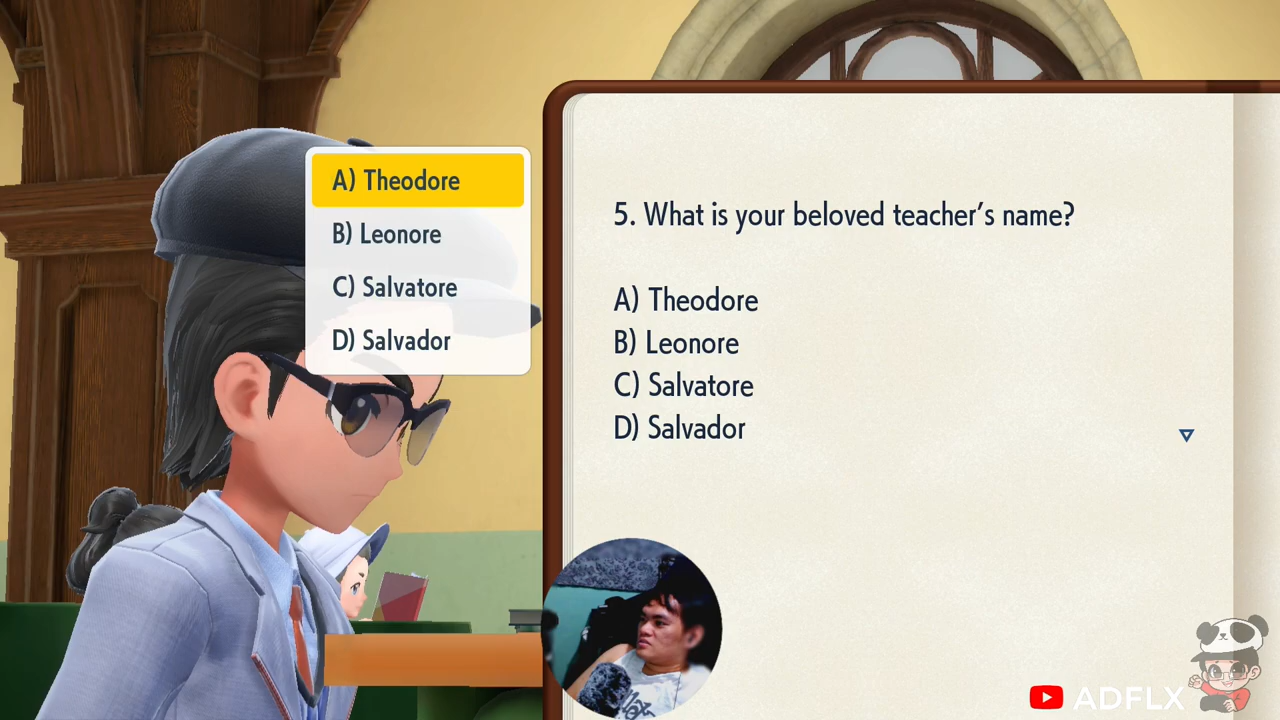 A) Theodore
B) Leonore
C) Salvatore
D) Salvador
5. What is your beloved teacher's name?
A) Theodore
B) Leonore
C) Salvatore
D) Salvador
ADFLX